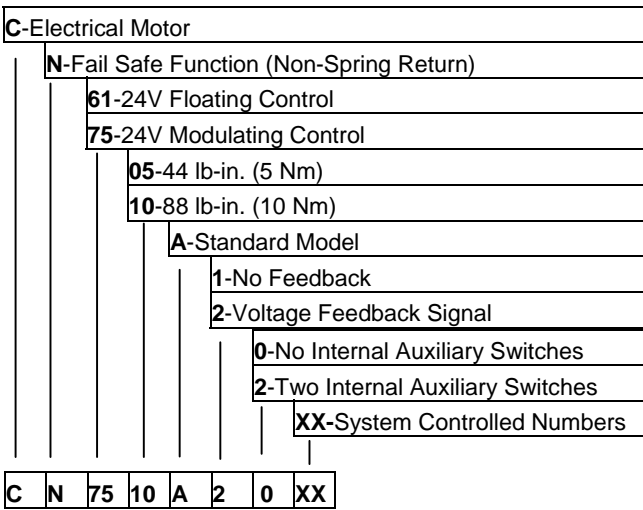 C-Electrical Motor
N-Fail Safe Function (Non-Spring Return)
61-24V Floating Control
75-24V Modulating Control
05-44 lb-in. (5 Nm)
10-88 lb-in. (10 Nm)
A-Standard Model
1-No Feedback
2-Voltage Feedback Signal
0-No Internal Auxiliary Switches
2-Two Internal Auxiliary Switches
XX-System Controlled Numbers
C N 75 10 A 2 0 XX